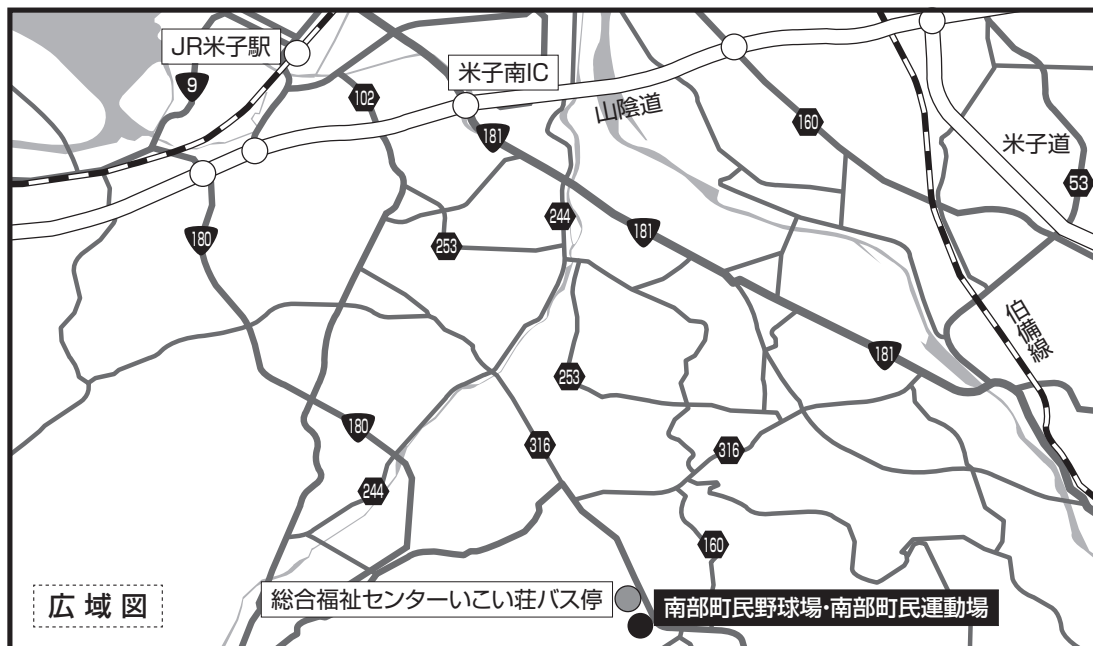 JR米子駅
9
102
米子南IC
山陰道
181
160
米子道
53
180
253
244
181
伯備線
181
253
180
316
316
244
160
広域図
総合福祉センターいこい荘バス停
南部町民野球場・南部町民運動場